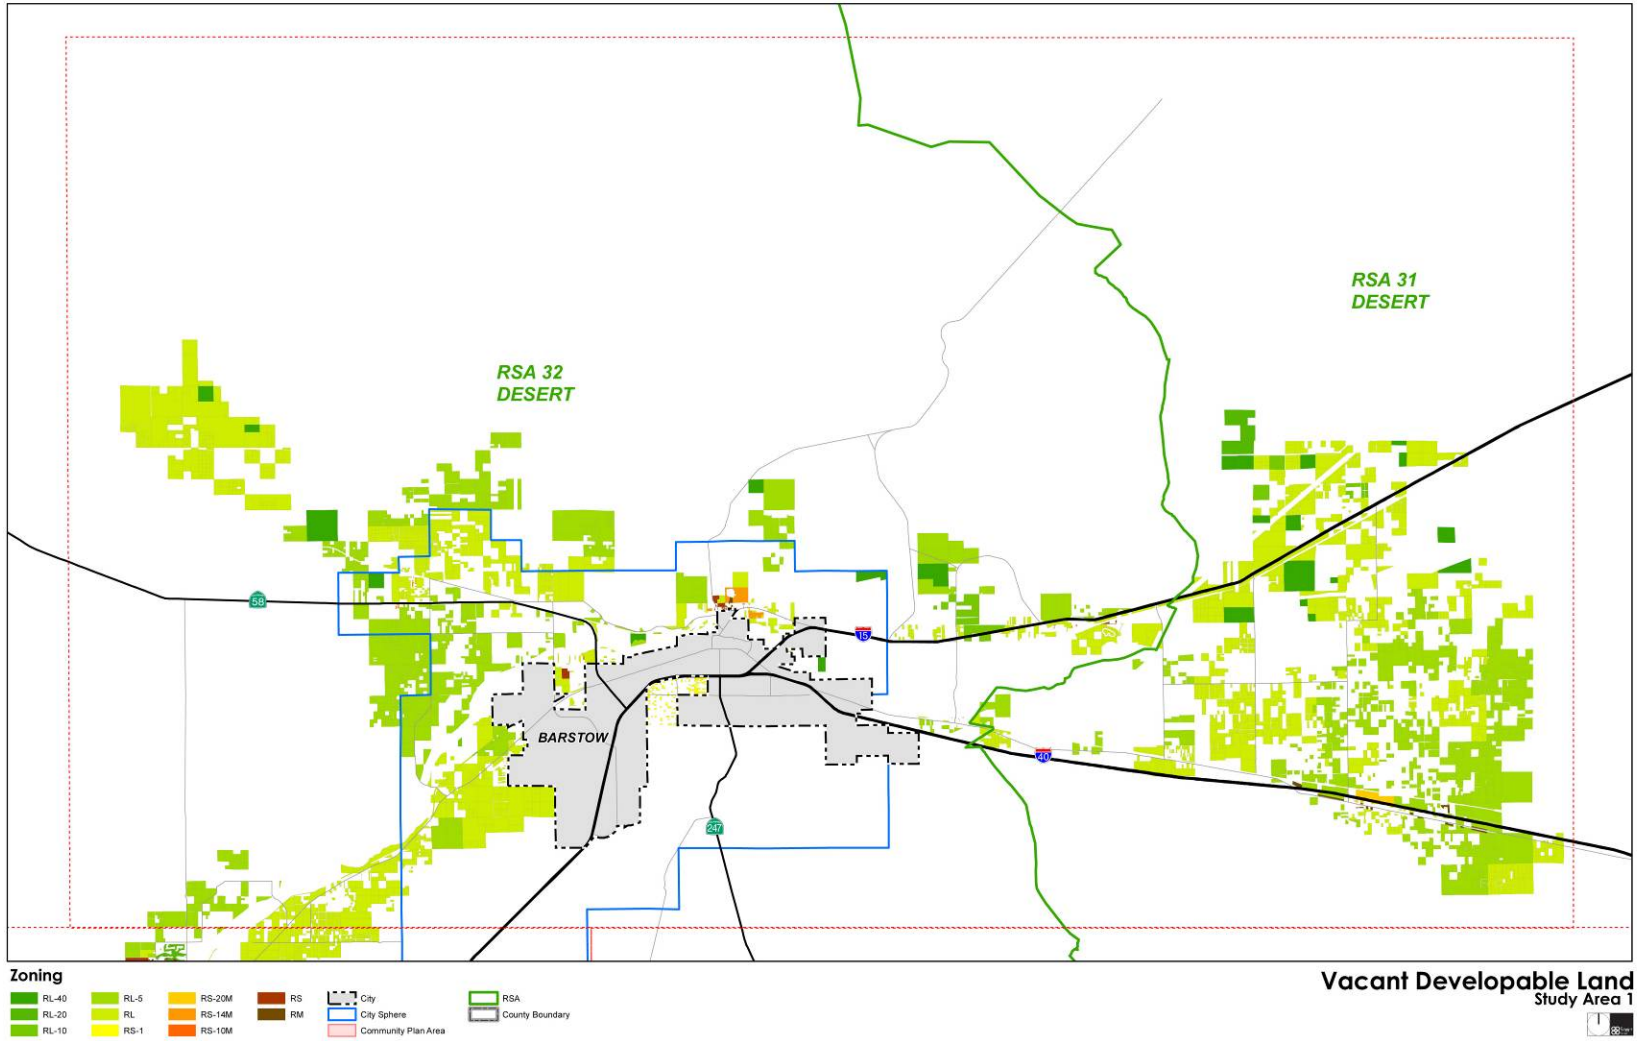 RSA 31
DESERT
RSA 32
DESERT
58
15
BARSTOW
40
247
Zoning
Vacant Developable Land
Study Area 1
RL-40
RL-5
RS-20M
RS
City
RSA
RL-20
RL
RS-14M
RM
City Sphere
County Boundary
RL-10
RS-1
RS-10M
Community Plan Area